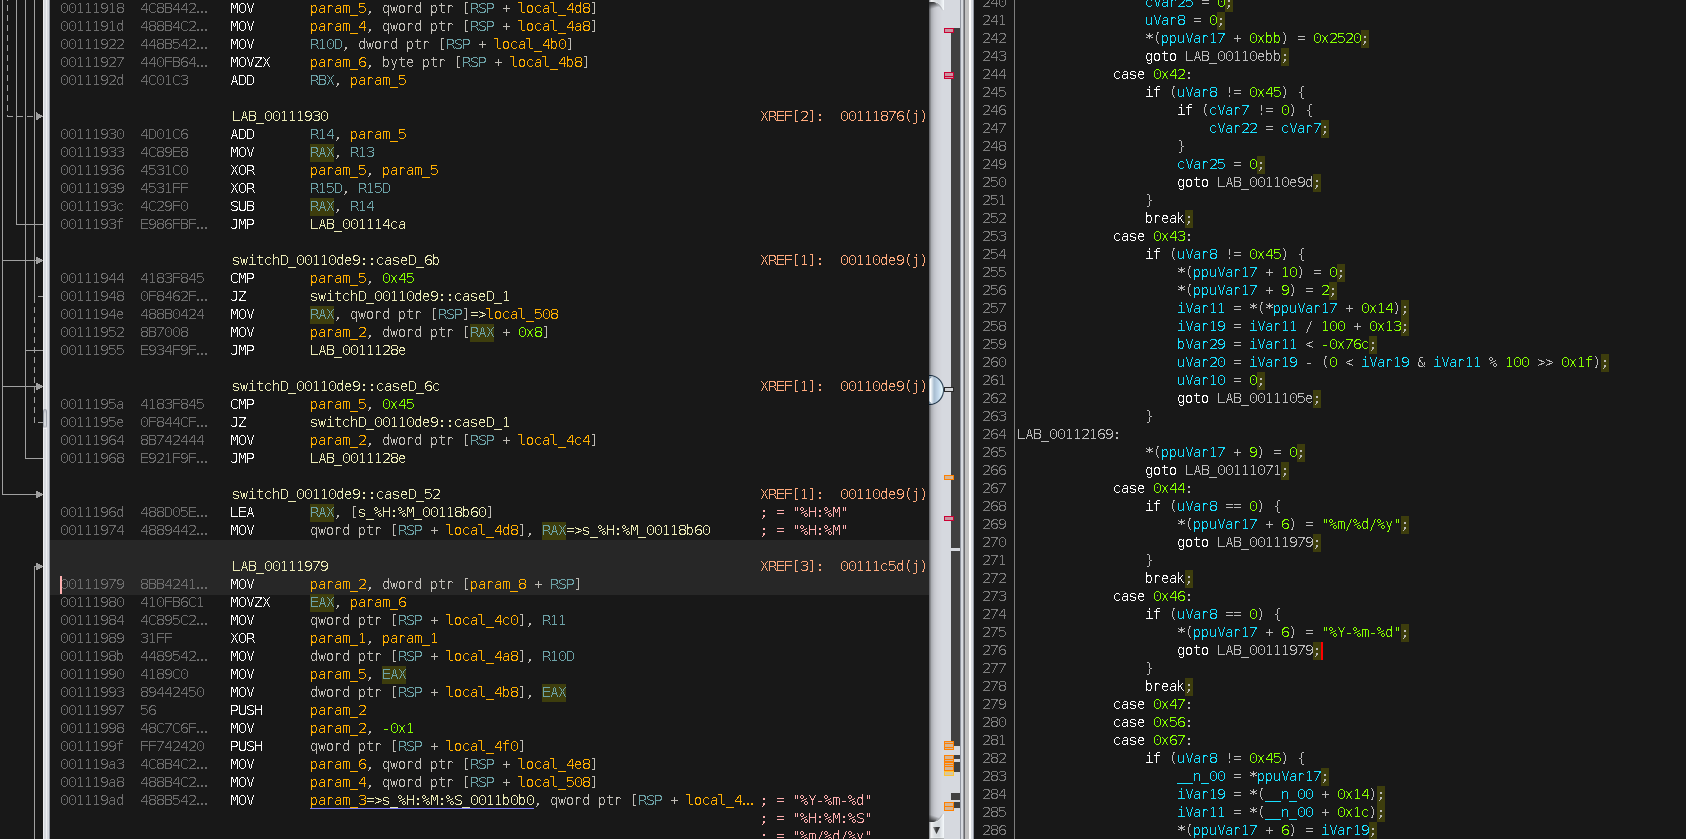 00111918 4C8B442... MOV param_5, qword ptr [RSP + local_4d8]
0011191d 488B4C2... MOV param_4, qword ptr [RSP + local_4a8]
00111922 448B542... MOV R10D, dword ptr [RSP + local_4b0]
00111927 440FB64... MOVZX param_6, byte ptr [RSP + local_4b8]
0011192d 4C01C3 ADD RBX, param_5
LAB_00111930 XREF[2]: 00111876(j)
00111930 4D01C6 ADD R14, param_5
00111933 4C89E8 MOV RAX, R13
00111936 4531C0 XOR param_5, param_5
00111939 4531FF XOR R15D, R15D
0011193c 4C29F0 SUB RAX, R14
0011193f E986FBF... JMP LAB_001114ca
switchD_00110de9::caseD_6b XREF[1]: 00110de9(j)
00111944 4183F845 CMP param_5, 0x45
00111948 0F8462F... JZ switchD_00110de9::caseD_1
0011194e 488B0424 MOV RAX, qword ptr [RSP]=>local_508
00111952 8B7008 MOV param_2, dword ptr [RAX + 0x8]
00111955 E934F9F... JMP LAB_0011128e
switchD_00110de9::caseD_6c XREF[1]: 00110de9(j)
0011195a 4183F845 CMP param_5, 0x45
0011195e 0F844CF... JZ switchD_00110de9::caseD_1
00111964 8B742444 MOV param_2, dword ptr [RSP + local_4c4]
00111968 E921F9F... JMP LAB_0011128e
switchD_00110de9::caseD_52 XREF[1]: 00110de9(j)
0011196d 488D05E... LEA RAX, [s_%H:%M_00118b60] ; = "%H:%M"
00111974 4889442... MOV qword ptr [RSP + local_4d8], RAX=>s_%H:%M_00118b60 ; = "%H:%M"
LAB_00111979 XREF[3]: 00111c5d(j)
00111979 8BB4241... MOV param_2, dword ptr [param_8 + RSP]
00111980 410FB6C1 MOVZX EAX, param_6
00111984 4C895C2... MOV qword ptr [RSP + local_4c0], R11
00111989 31FF XOR param_1, param_1
0011198b 4489542... MOV dword ptr [RSP + local_4a8], R10D
00111990 4189C0 MOV param_5, EAX
00111993 89442450 MOV dword ptr [RSP + local_4b8], EAX
00111997 56 PUSH param_2
00111998 48C7C6F... MOV param_2, -0x1
0011199f FF742420 PUSH qword ptr [RSP + local_4f0]
001119a3 4C8B4C2... MOV param_6, qword ptr [RSP + local_4e8]
001119a8 488B4C2... MOV param_4, qword ptr [RSP + local_508]
001119ad 488B542... MOV param_3=>s_%H:%M:%S_0011b0b0, qword ptr [RSP + local_4... ; = "%Y-%m-%d"
; = "%H:%M:%S"
; = "%m/%d/%y"
240 cVar25 = 0;
241 uVar8 = 0;
242 *(ppuVar17 + 0xbb) = 0x2520;
243 goto LAB_00110ebb;
244 case 0x42:
245 if (uVar8 != 0x45) {
246 if (cVar7 != 0) {
247 cVar22 = cVar7;
248 }
249 cVar25 = 0;
250 goto LAB_00110e9d;
251 }
252 break;
253 case 0x43:
254 if (uVar8 != 0x45) {
255 *(ppuVar17 + 10) = 0;
256 *(ppuVar17 + 9) = 2;
257 iVar11 = *(*ppuVar17 + 0x14);
258 iVar19 = iVar11 / 100 + 0x13;
259 bVar29 = iVar11 < -0x76c;
260 uVar20 = iVar19 - (0 < iVar19 & iVar11 % 100 >> 0x1f);
261 uVar10 = 0;
262 goto LAB_0011105e;
263 }
264 LAB_00112169:
265 *(ppuVar17 + 9) = 0;
266 goto LAB_00111071;
267 case 0x44:
268 if (uVar8 == 0) {
269 *(ppuVar17 + 6) = "%m/%d/%y";
270 goto LAB_00111979;
271 }
272 break;
273 case 0x46:
274 if (uVar8 == 0) {
275 *(ppuVar17 + 6) = "%Y-%m-%d";
276 goto LAB_00111979;
277 }
278 break;
279 case 0x47:
280 case 0x56:
281 case 0x67:
282 if (uVar8 != 0x45) {
283 __n_00 = *ppuVar17;
284 iVar19 = *(__n_00 + 0x14);
285 iVar11 = *(__n_00 + 0x1c);
286 *(ppuVar17 + 6) = iVar19;